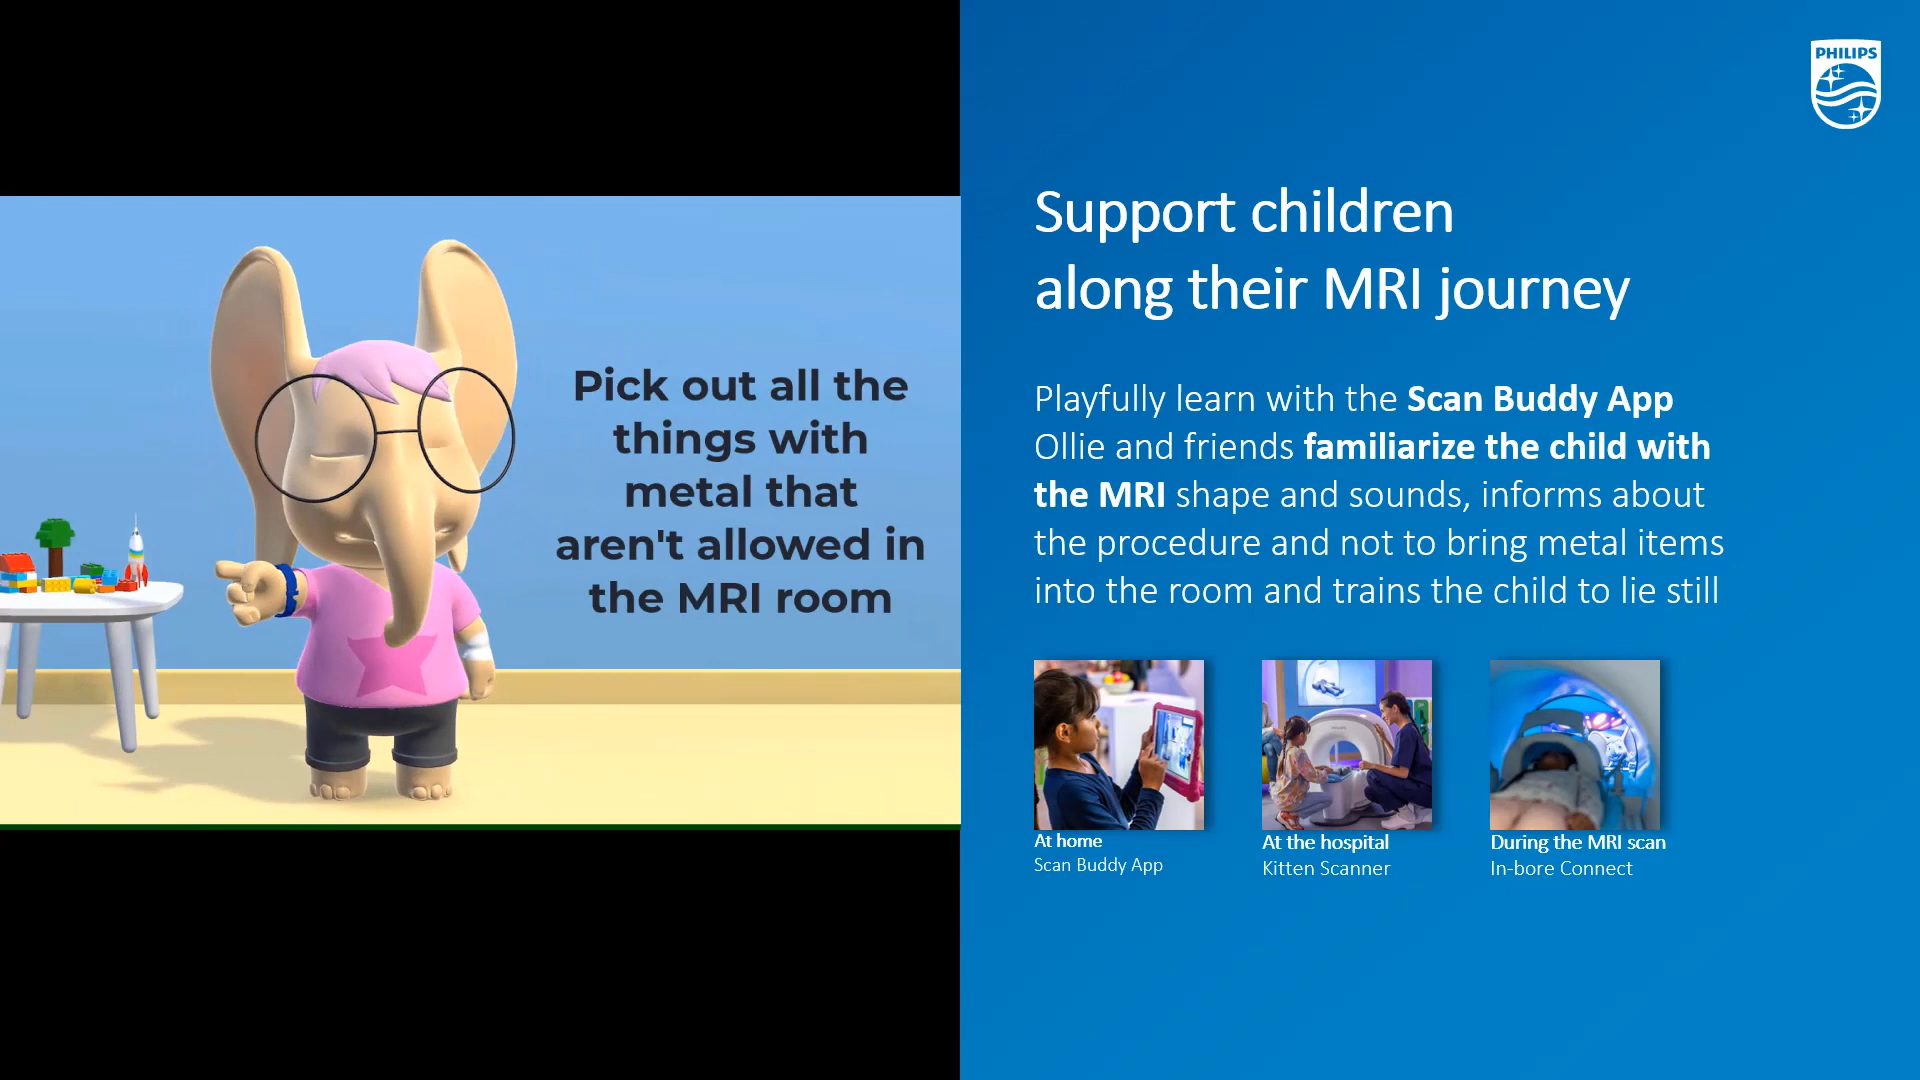 Pick out all the
things with
metal that
aren't allowed in
the MRI room
PHILIPS
Support children
along their MRI journey
Playfully learn with the Scan Buddy App
Ollie and friends familiarize the child with
the MRI shape and sounds, informs about
the procedure and not to bring metal items
into the room and trains the child to lie still
At home
Scan Buddy App
At the hospital
Kitten Scanner
During the MRI scan
In-bore Connect